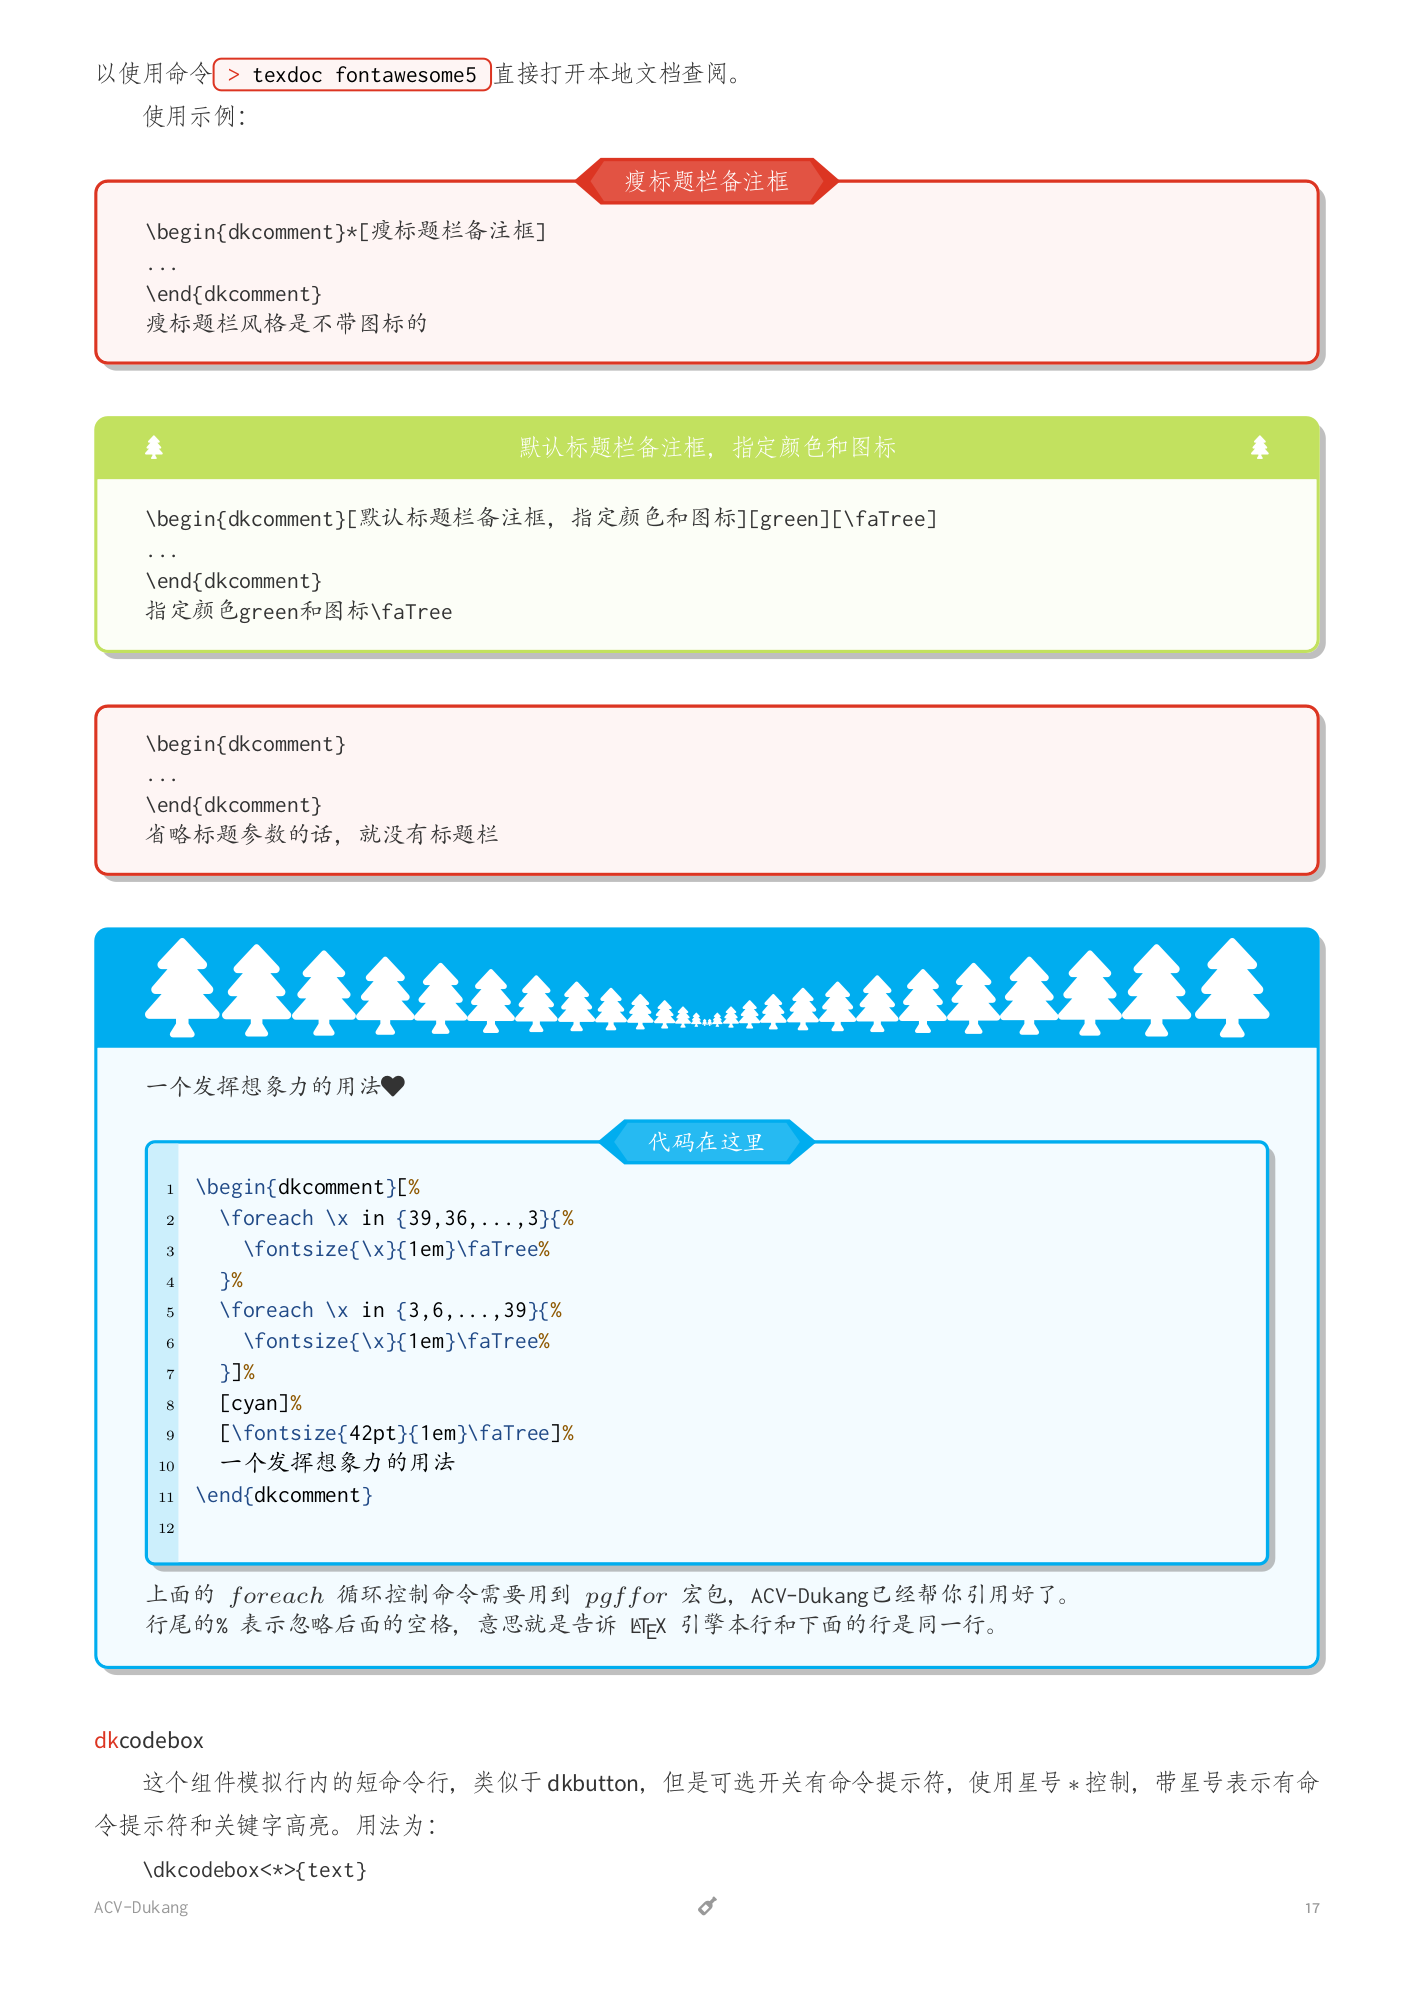 以使用命令 > texdoc fontawesome5 直接打开本地文档查阅。
使用示例：
瘦标题栏备注框
\begin{dkcomment}*[瘦标题栏备注框]
...
\end{dkcomment}
瘦标题栏风格是不带图标的
默认标题栏备注框，指定颜色和图标
\begin{dkcomment}[默认标题栏备注框，指定颜色和图标][green][\faTree]
...
\end{dkcomment}
指定颜色green和图标\faTree
\begin{dkcomment}
...
\end{dkcomment}
省略标题参数的话，就没有标题栏
一个发挥想象力的用法♥
代码在这里
1 \begin{dkcomment}[%
2   \foreach \x in {39,36,...,3}{%
3     \fontsize{\x}{1em}\faTree%
4   }%
5   \foreach \x in {3,6,...,39}{%
6     \fontsize{\x}{1em}\faTree%
7   }]%
8   [cyan]%
9   [\fontsize{42pt}{1em}\faTree]%
10   一个发挥想象力的用法
11 \end{dkcomment}
12
上面的 foreach 循环控制命令需要用到 pgffor 宏包，ACV-Dukang已经帮你引用好了。
行尾的% 表示忽略后面的空格，意思就是告诉 LATEX 引擎本行和下面的行是同一行。
dkcodebox
这个组件模拟行内的短命令行，类似于 dkbutton，但是可选开关有命令提示符，使用星号 * 控制，带星号表示有命
令提示符和关键字高亮。用法为：
\dkcodebox<*>{text}
ACV-Dukang 17